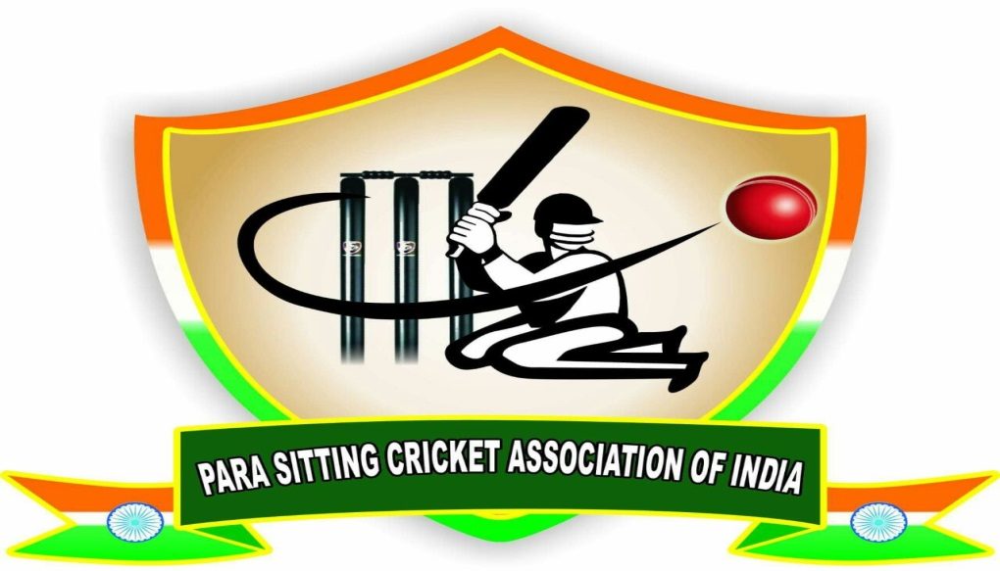 PARA SITTING CRICKET ASSOCIATION OF INDIA